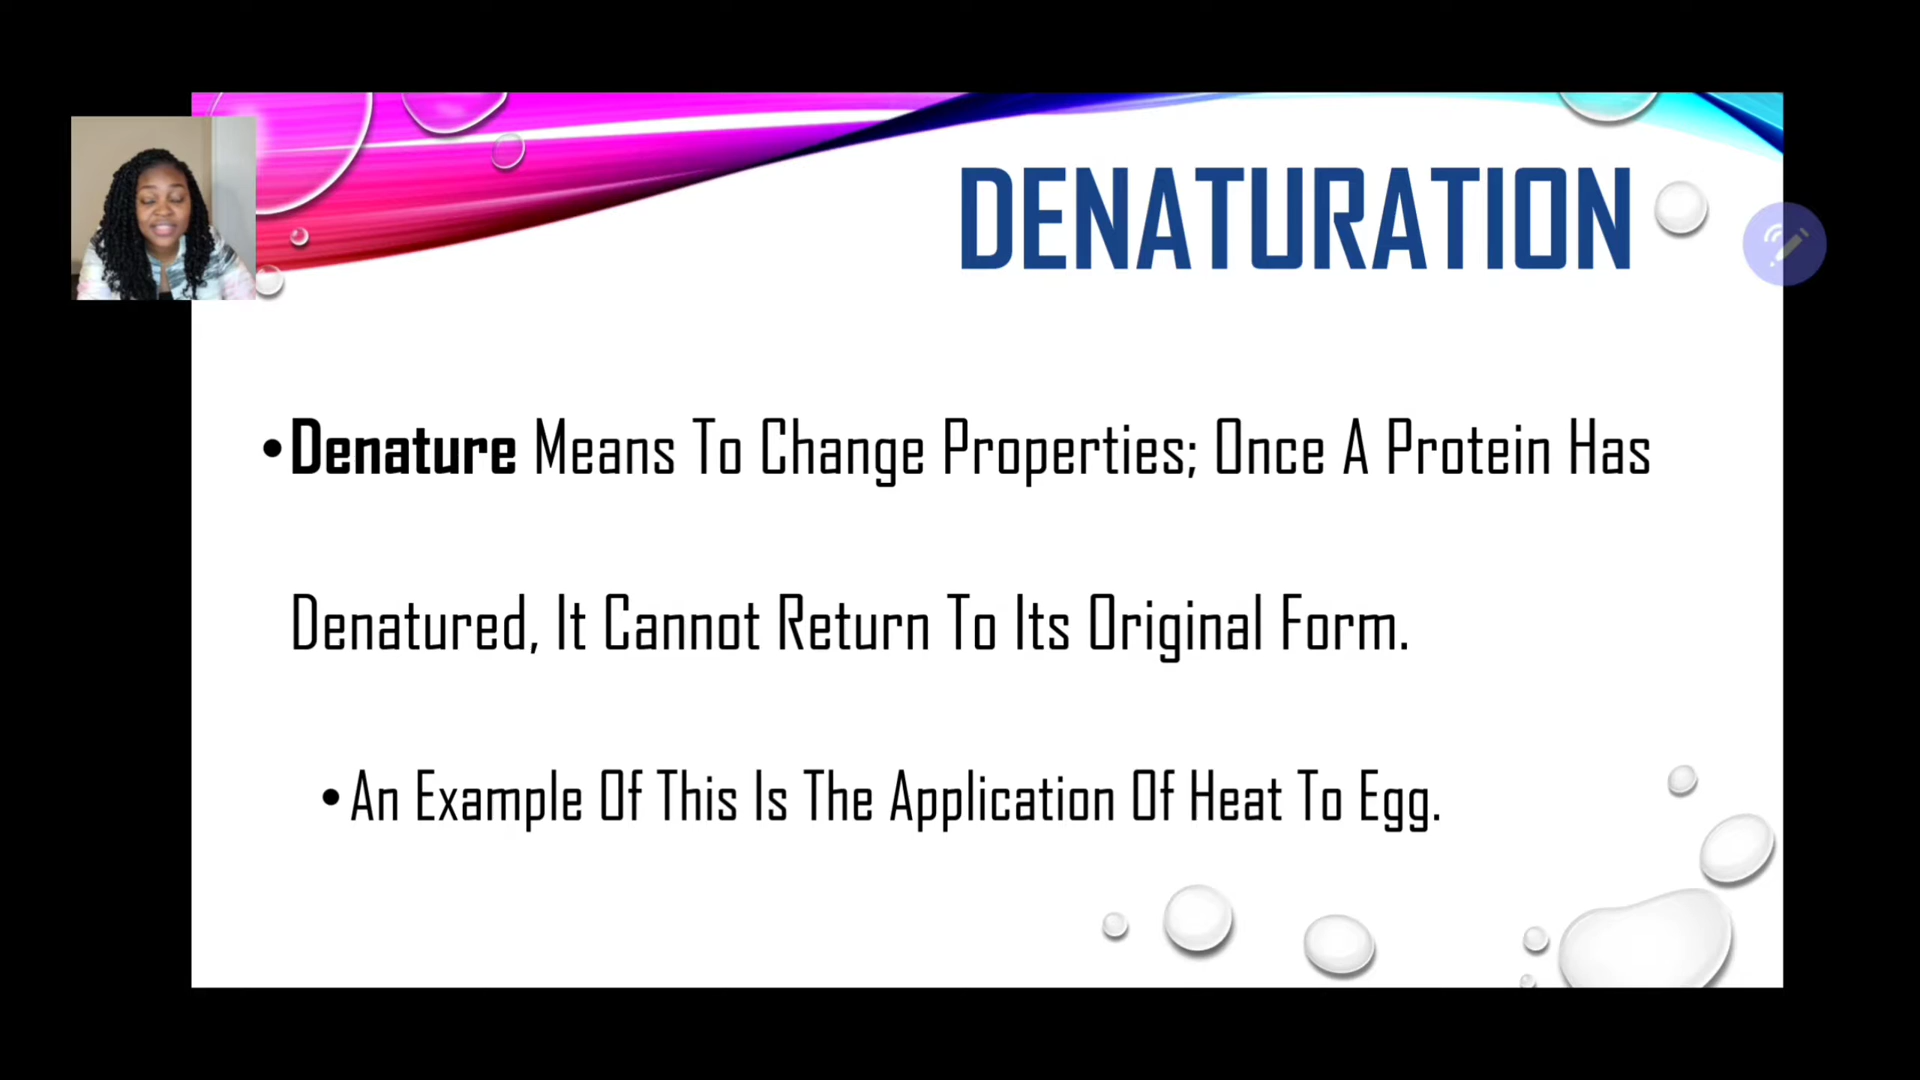 DENATURATION
•Denature Means To Change Properties; Once A Protein Has
Denatured, It Cannot Return To Its Original Form.
•An Example Of This Is The Application Of Heat To Egg.